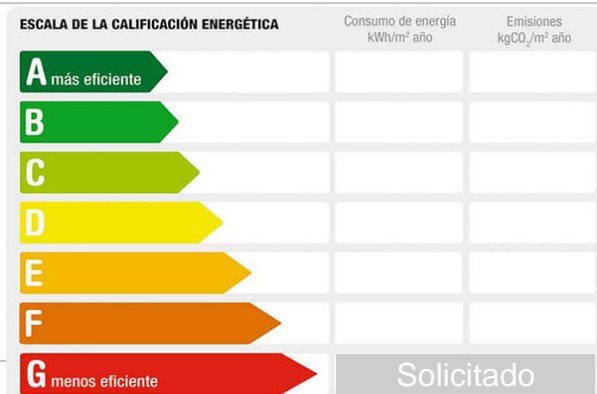 ESCALA DE LA CALIFICACIÓN ENERGÉTICA
Consumo de energía
kWh/m² año
Emisiones
kgCO₂/m² año
A más eficiente
B
C
D
E
F
G menos eficiente
Solicitado